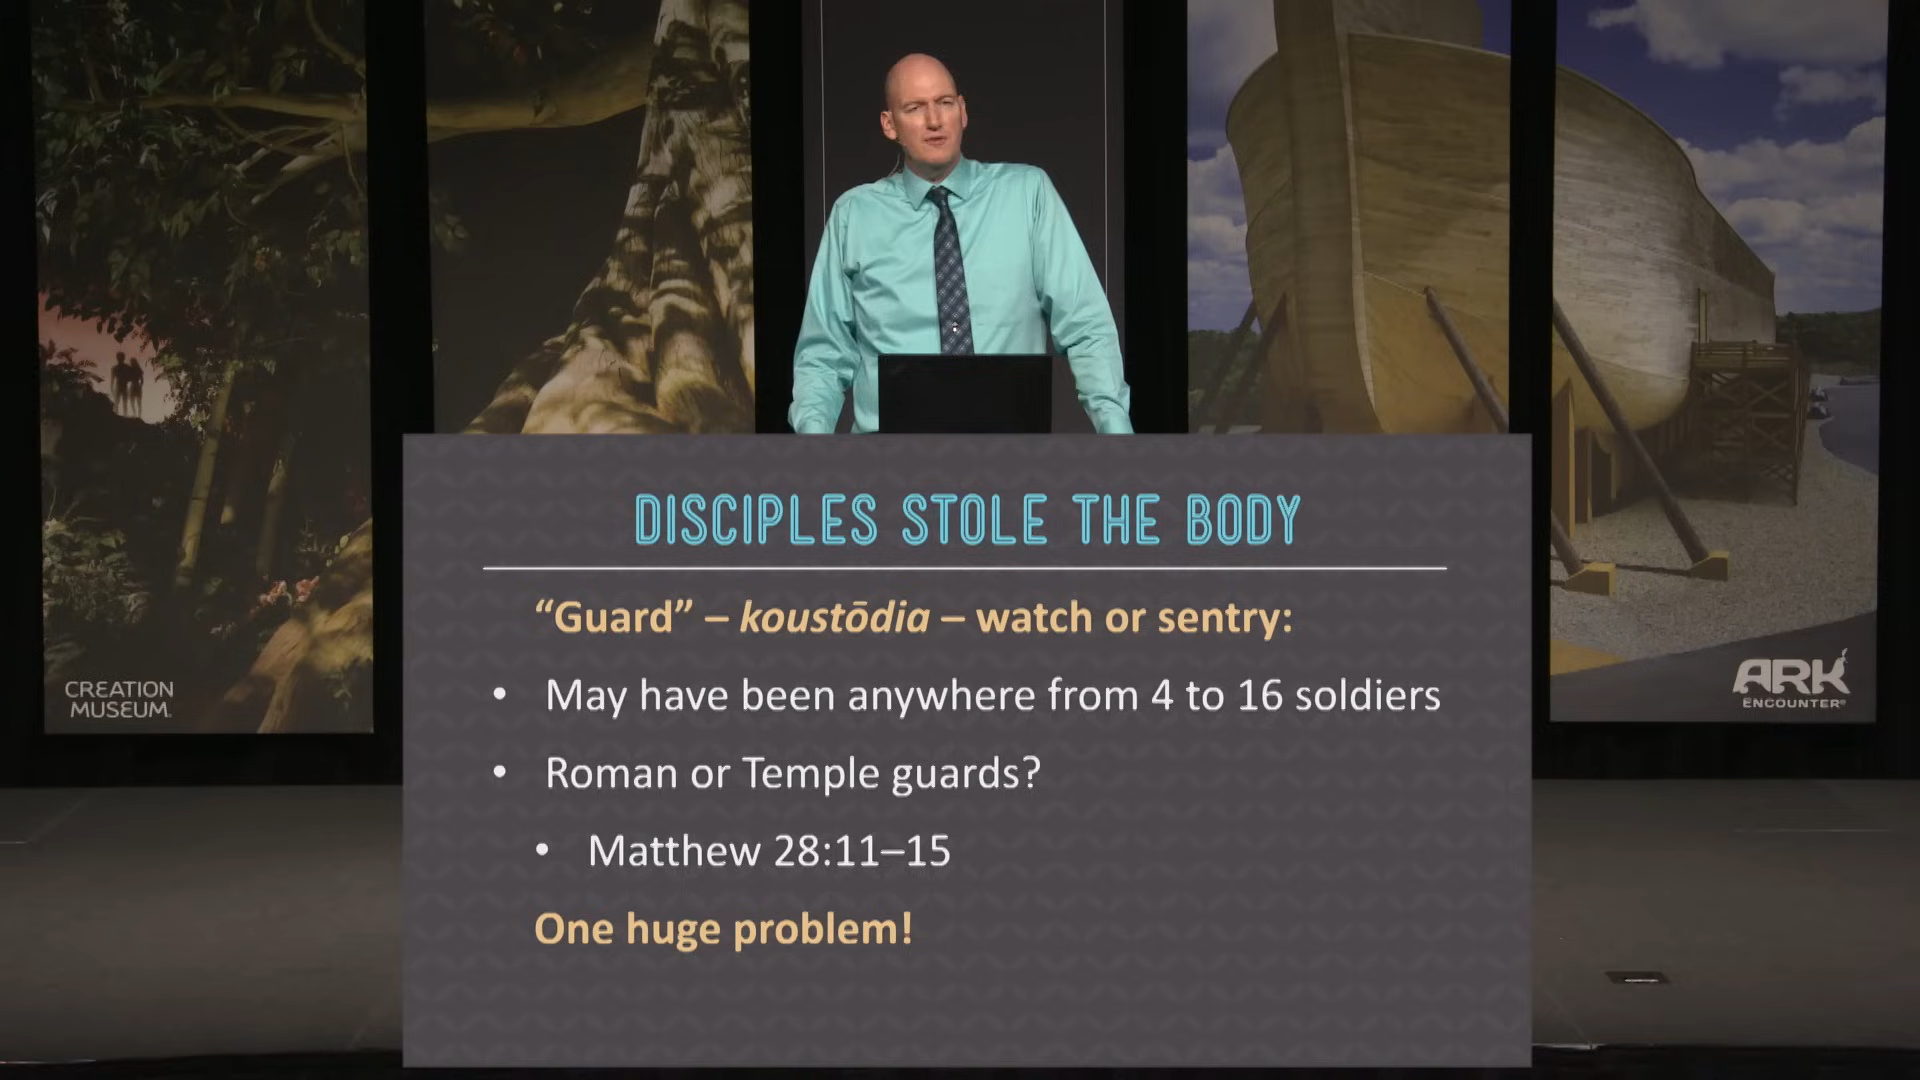 DISCIPLES STOLE THE BODY
“Guard” – koustōdia – watch or sentry:
• May have been anywhere from 4 to 16 soldiers
• Roman or Temple guards?
• Matthew 28:11–15
One huge problem!
CREATION
MUSEUM
ARK
ENCOUNTER